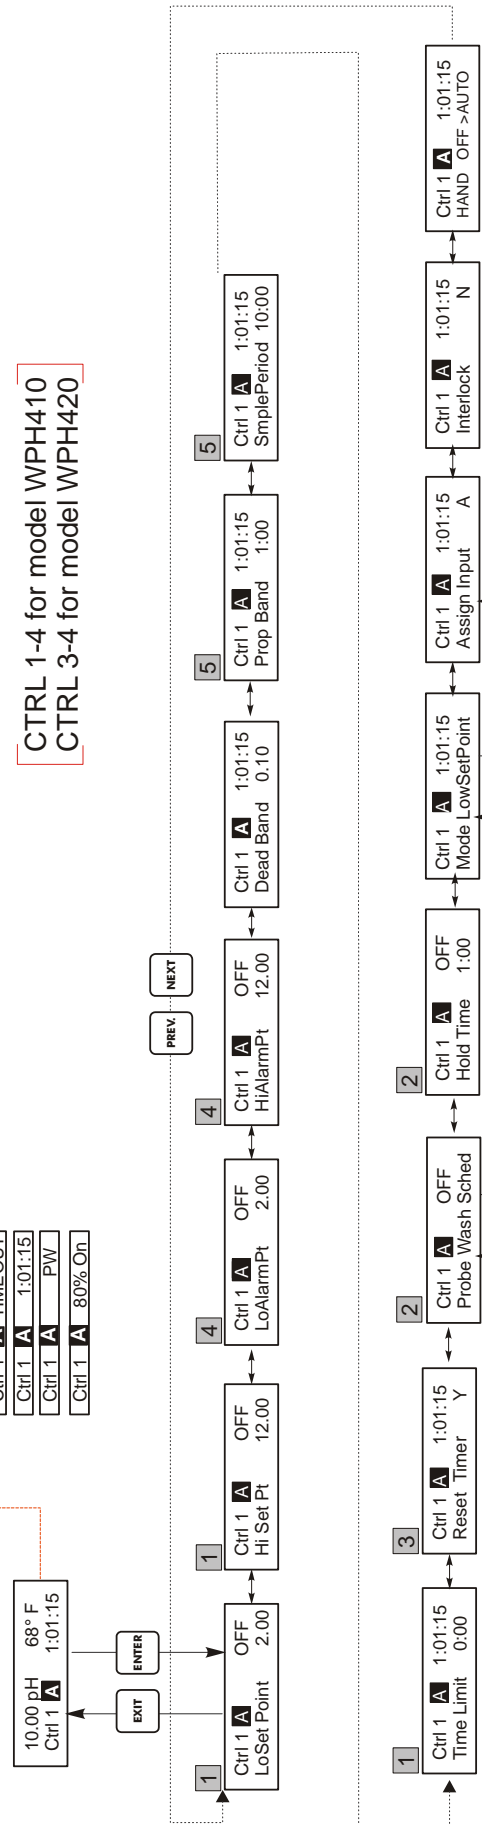 CTRL 1-4 for model WPH410
CTRL 3-4 for model WPH420
Ctrl 1 A 1:01:15
Ctrl 1 A PW
Ctrl 1 A 80% On
10.00 pH 68° F
Ctrl 1 A 1:01:15
EXIT
ENTER
PREV.
NEXT
1
Ctrl 1 A OFF
LoSet Point 2.00
1
Ctrl 1 A OFF
Hi Set Pt 12.00
4
Ctrl 1 A OFF
LoAlarmPt 2.00
4
Ctrl 1 A OFF
HiAlarmPt 12.00
Ctrl 1 A 1:01:15
Dead Band 0.10
5
Ctrl 1 A 1:01:15
Prop Band 1:00
5
Ctrl 1 A 1:01:15
SmplePeriod 10:00
1
Ctrl 1 A 1:01:15
Time Limit 0:00
3
Ctrl 1 A 1:01:15
Reset Timer Y
2
Ctrl 1 A OFF
Probe Wash Sched
2
Ctrl 1 A OFF
Hold Time 1:00
Ctrl 1 A 1:01:15
Mode LowSetPoint
Ctrl 1 A 1:01:15
Assign Input A
Ctrl 1 A 1:01:15
Interlock N
Ctrl 1 A 1:01:15
HAND OFF >AUTO